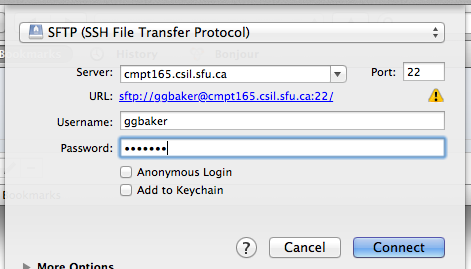 SFTP (SSH File Transfer Protocol)
Bookmarks History Bonjour
Server: cmpt165.csil.sfu.ca Port: 22
URL: sftp://ggbaker@cmpt165.csil.sfu.ca:22/
Username: ggbaker
Password: •••••••
Anonymous Login
Add to Keychain
Bookmarks
? Cancel Connect
More Options